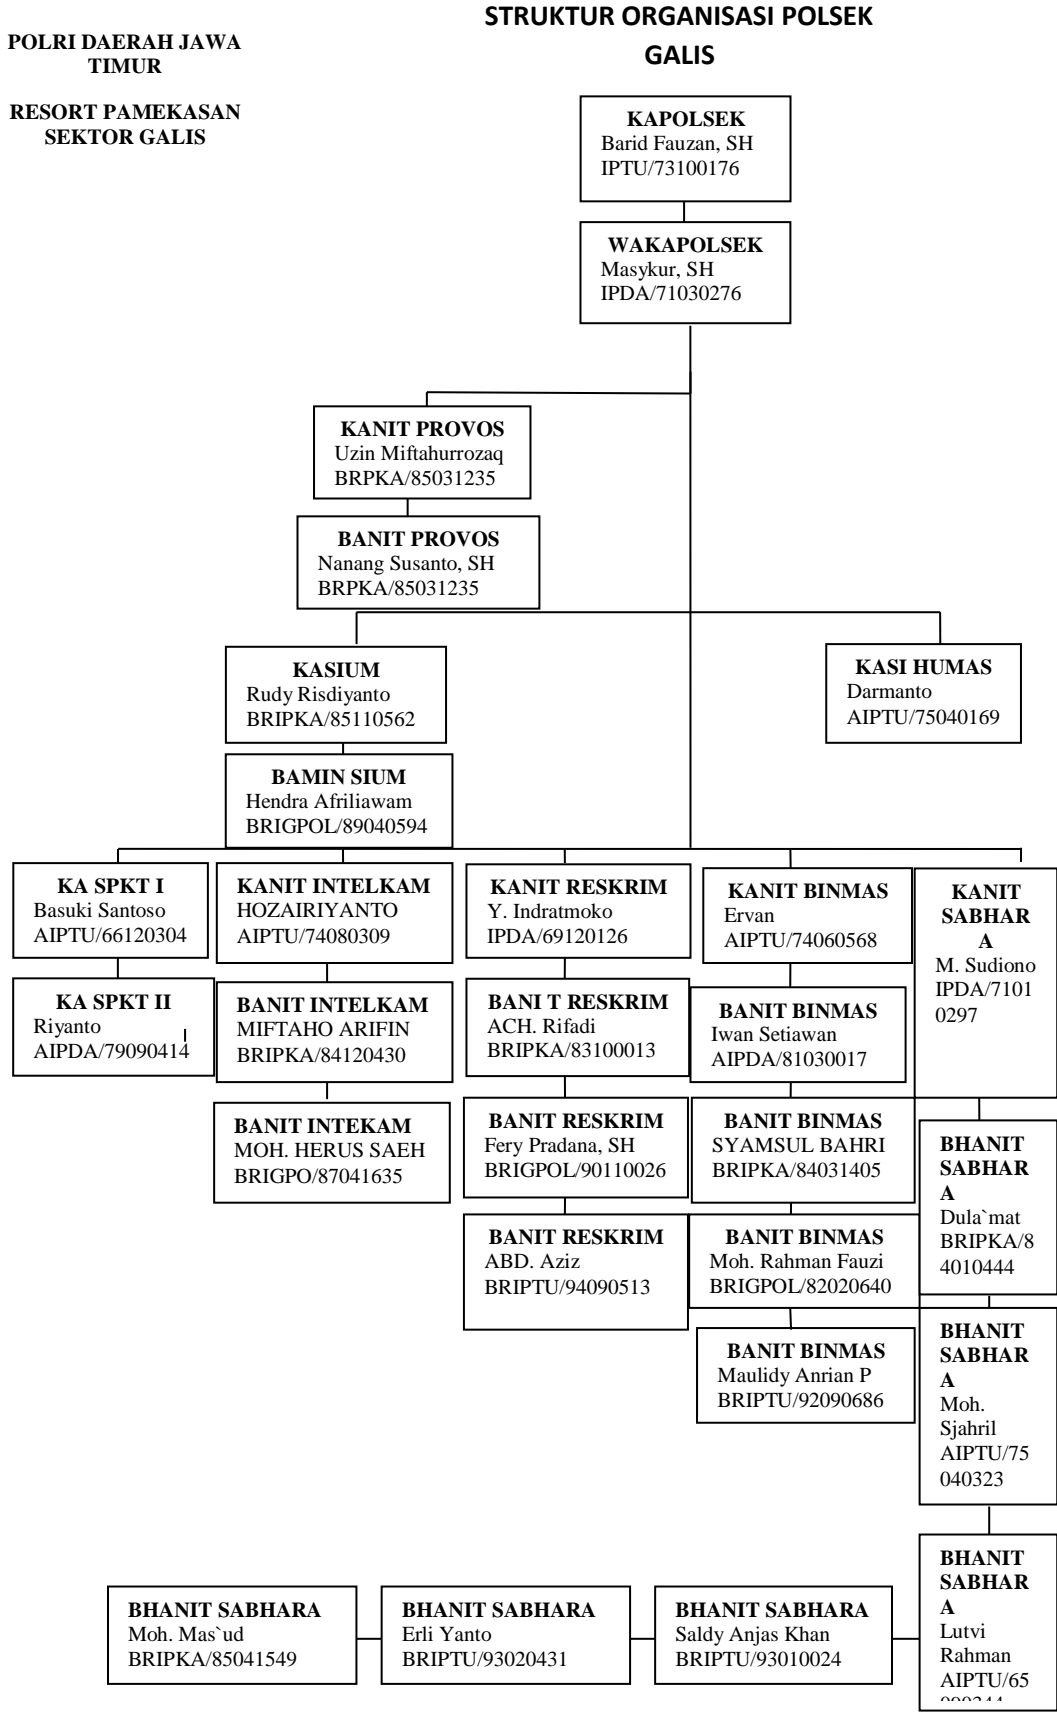 STRUKTUR ORGANISASI POLSEK
GALIS
POLRI DAERAH JAWA
TIMUR
RESORT PAMEKASAN
SEKTOR GALIS
KAPOLSEK
Barid Fauzan, SH
IPTU/73100176
WAKAPOLSEK
Masykur, SH
IPDA/71030276
KANIT PROVOS
Uzin Miftahurrozaq
BRPKA/85031235
BANIT PROVOS
Nanang Susanto, SH
BRPKA/85031235
KASIUM
Rudy Risdiyanto
BRIPKA/85110562
KASI HUMAS
Darmanto
AIPTU/75040169
BAMIN SIUM
Hendra Afriliawam
BRIGPOL/89040594
KA SPKT I
Basuki Santoso
AIPTU/66120304
KANIT INTELKAM
HOZAIRIYANTO
AIPTU/74080309
KANIT RESKRIM
Y. Indratmoko
IPDA/69120126
KANIT BINMAS
Ervan
AIPTU/74060568
KANIT
SABHAR
A
M. Sudiono
IPDA/7101
0297
KA SPKT II
Riyanto
AIPDA/79090414
BANIT INTELKAM
MIFTAHO ARIFIN
BRIPKA/84120430
BANI T RESKRIM
ACH. Rifadi
BRIPKA/83100013
BANIT BINMAS
Iwan Setiawan
AIPDA/81030017
BANIT INTEKAM
MOH. HERUS SAEH
BRIGPO/87041635
BANIT RESKRIM
Fery Pradana, SH
BRIGPOL/90110026
BANIT BINMAS
SYAMSUL BAHRI
BRIPKA/84031405
BHANIT
SABHAR
A
Dula`mat
BRIPKA/8
4010444
BANIT RESKRIM
ABD. Aziz
BRIPTU/94090513
BANIT BINMAS
Moh. Rahman Fauzi
BRIGPOL/82020640
BANIT BINMAS
Maulidy Anrian P
BRIPTU/92090686
BHANIT
SABHAR
A
Moh.
Sjahril
AIPTU/75
040323
BHANIT
SABHAR
A
Lutvi
Rahman
AIPTU/65
BHANIT SABHARA
Moh. Mas`ud
BRIPKA/85041549
BHANIT SABHARA
Erli Yanto
BRIPTU/93020431
BHANIT SABHARA
Saldy Anjas Khan
BRIPTU/93010024